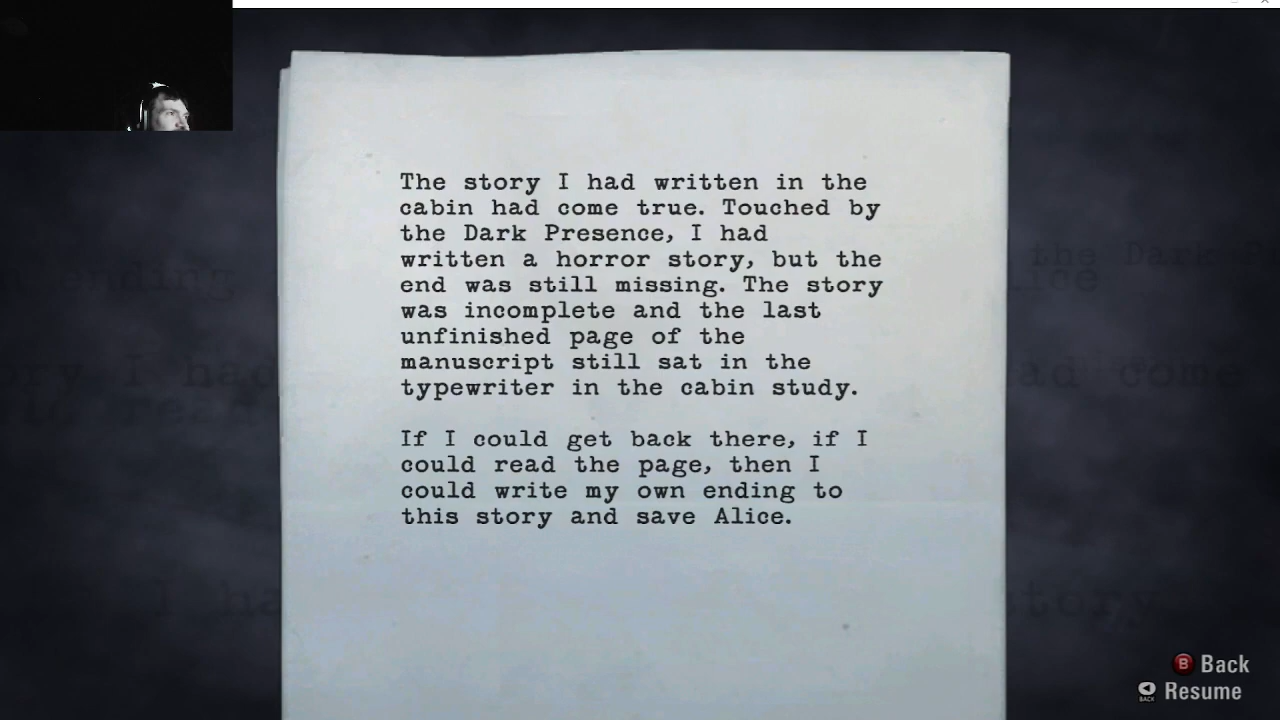 The story I had written in the
cabin had come true. Touched by
the Dark Presence, I had
written a horror story, but the
end was still missing. The story
was incomplete and the last
unfinished page of the
manuscript still sat in the
typewriter in the cabin study.
If I could get back there, if I
could read the page, then I
could write my own ending to
this story and save Alice.
B Back
BACK Resume